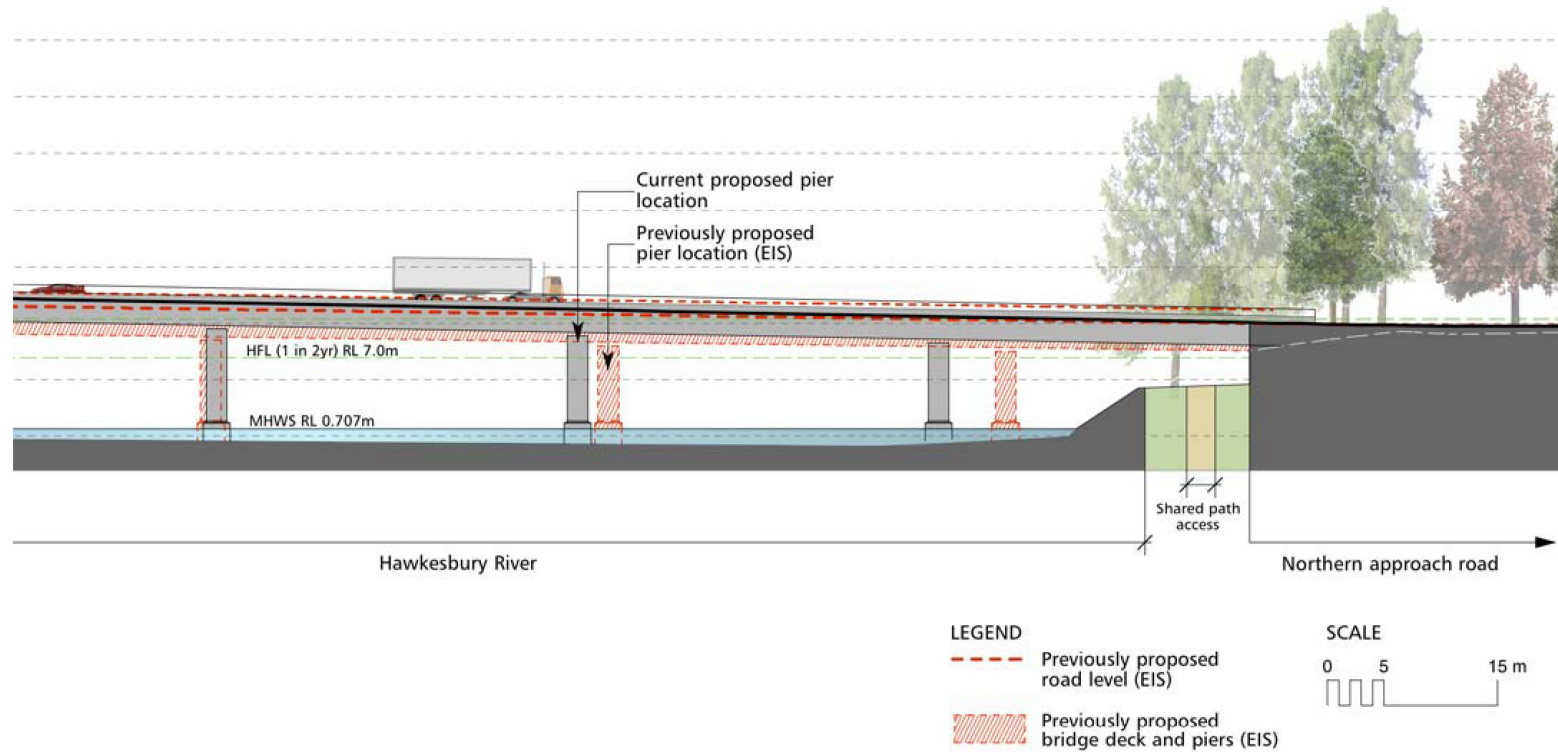 Current proposed pier
location
Previously proposed
pier location (EIS)
HFL (1 in 2yr) RL 7.0m
MHWS RL 0.707m
Shared path
access
Hawkesbury River
Northern approach road
LEGEND
Previously proposed
road level (EIS)
Previously proposed
bridge deck and piers (EIS)
SCALE
0 5 15 m